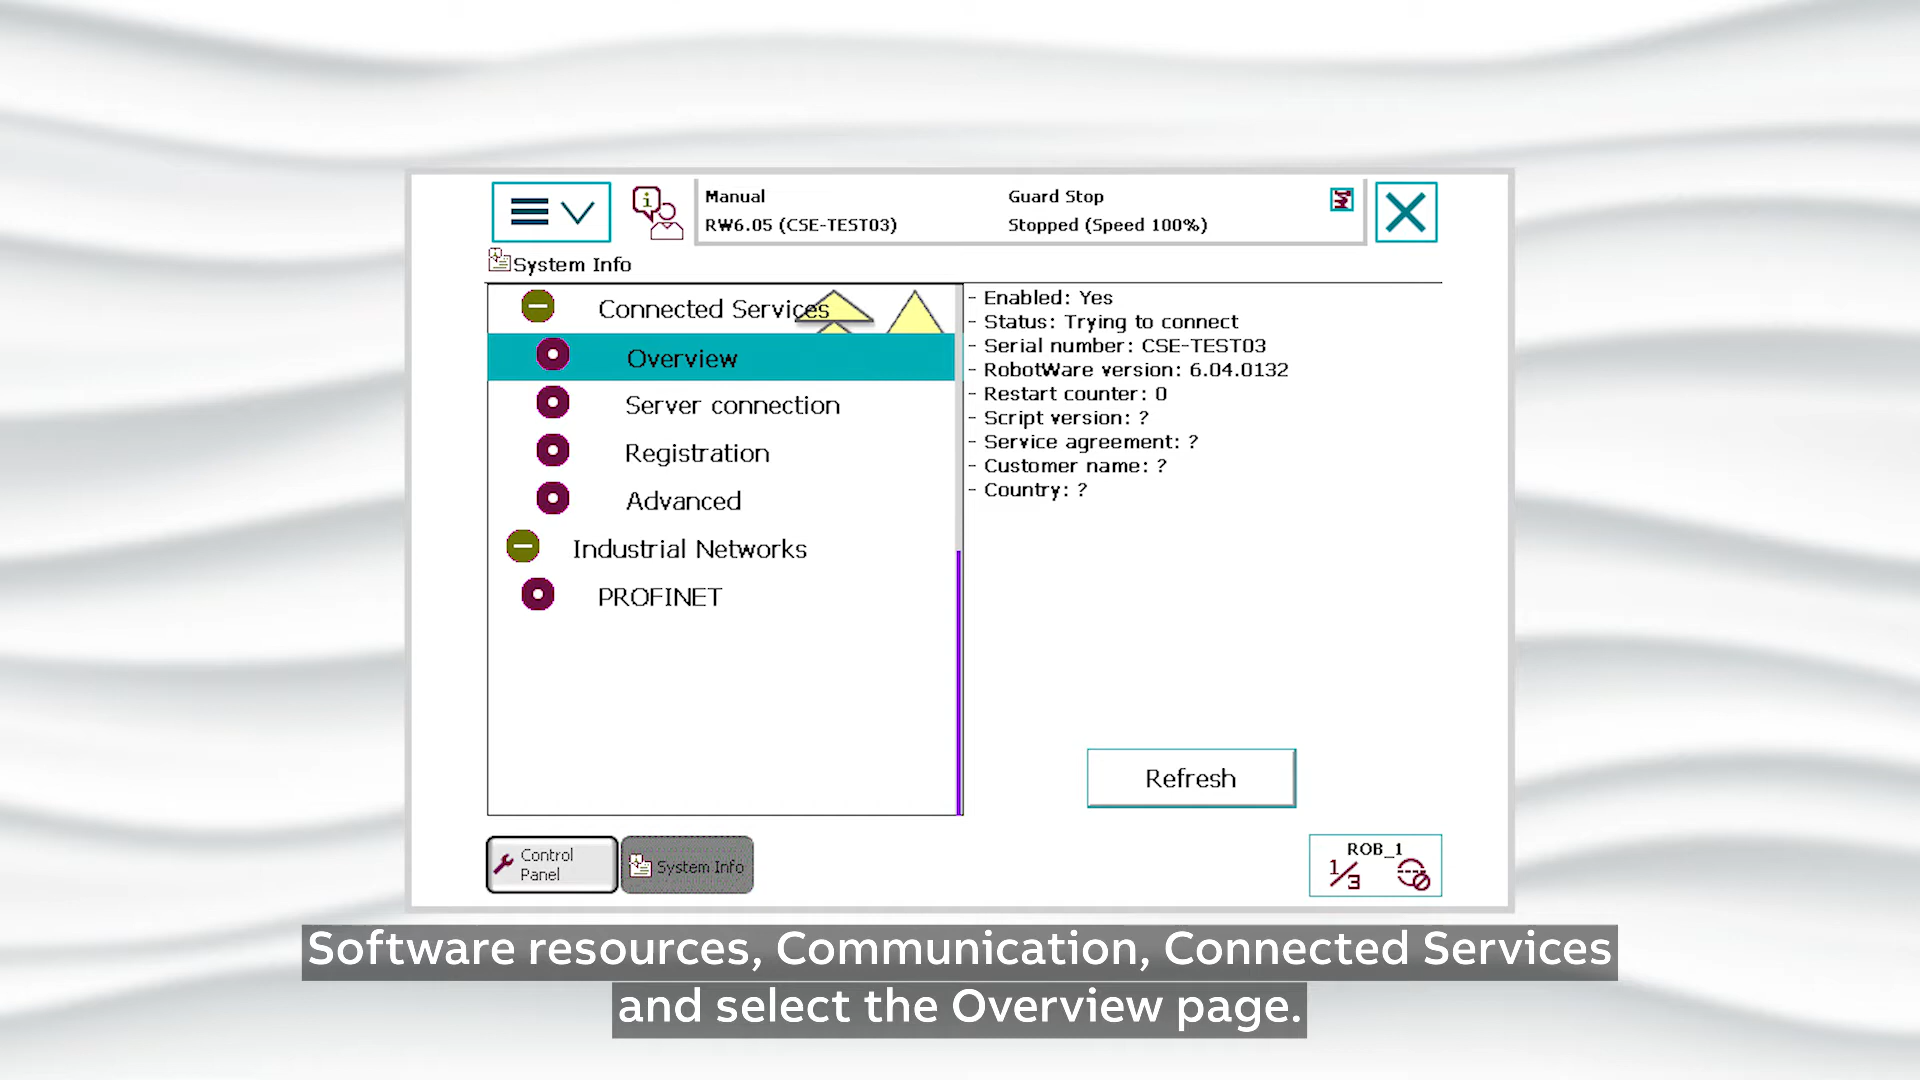 Manual
RW6.05 (CSE-TEST03)
Guard Stop
Stopped (Speed 100%)
System Info
Connected Services
Overview
Server connection
Registration
Advanced
Industrial Networks
PROFINET
- Enabled: Yes
- Status: Trying to connect
- Serial number: CSE-TEST03
- RobotWare version: 6.04.0132
- Restart counter: 0
- Script version: ?
- Service agreement: ?
- Customer name: ?
- Country: ?
Refresh
Control
Panel
System Info
ROB_1
1/3
Software resources, Communication, Connected Services
and select the Overview page.